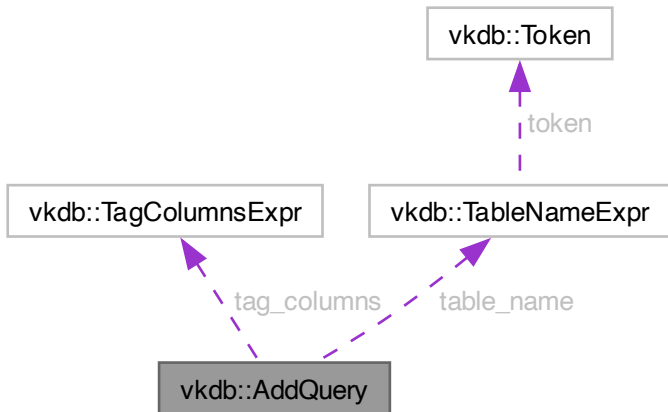 vkdb::Token
token
vkdb::TagColumnsExpr
vkdb::TableNameExpr
tag_columns
table_name
vkdb::AddQuery